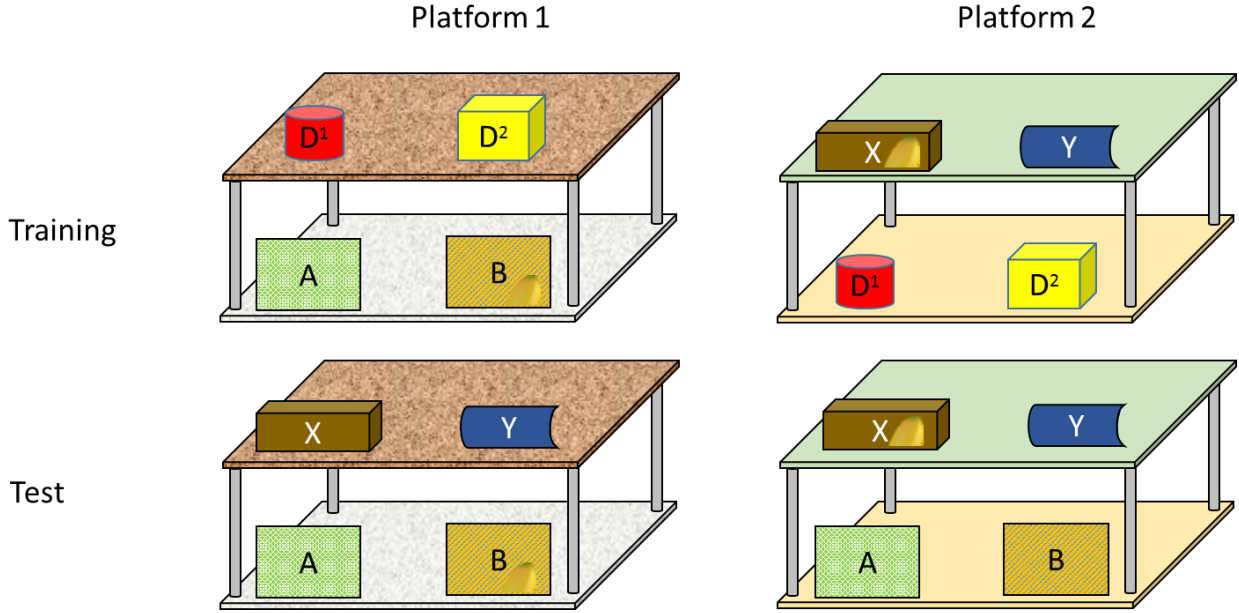 Platform 1
Platform 2
Training
D¹
D²
A
B
X
Y
D¹
D²
Test
X
Y
A
B
X
Y
A
B